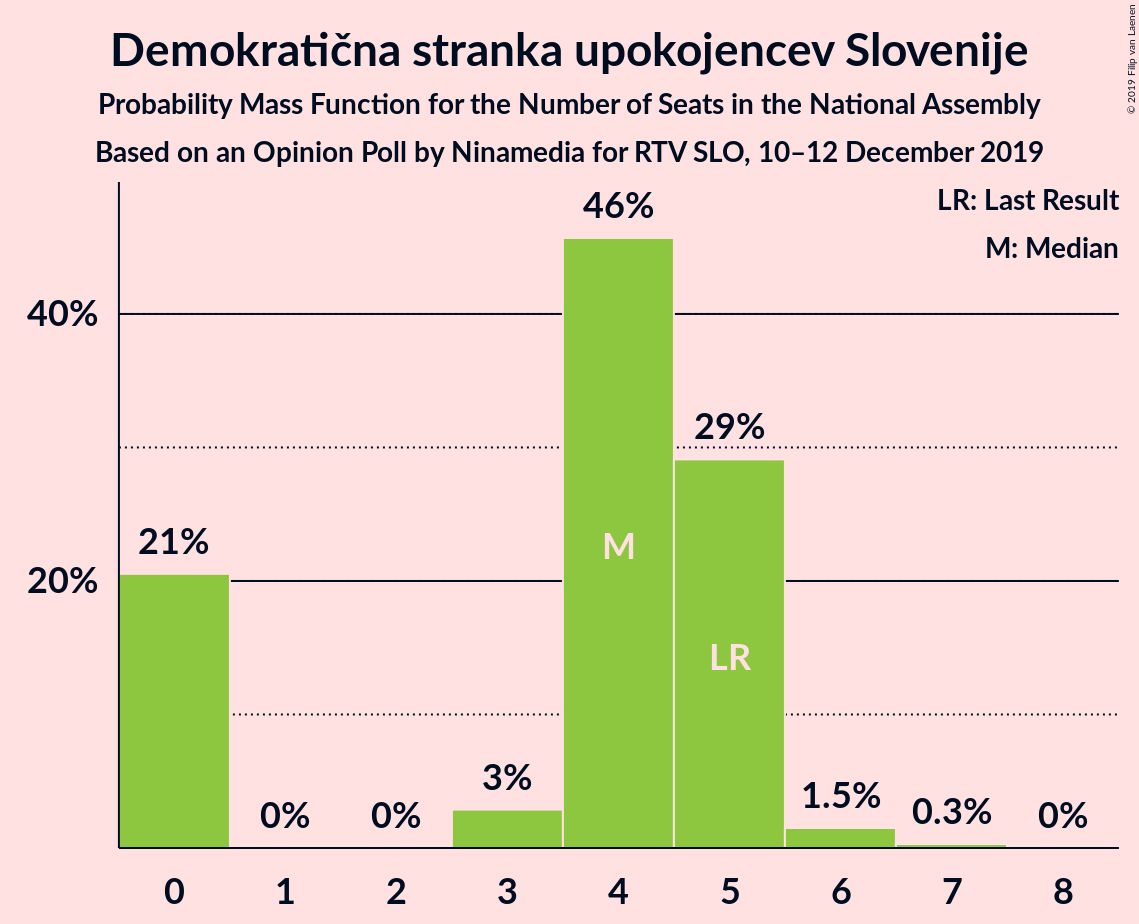 Demokratična stranka upokojencev Slovenije
Probability Mass Function for the Number of Seats in the National Assembly
Based on an Opinion Poll by Ninamedia for RTV SLO, 10–12 December 2019
© 2019 Filip van Laenen
LR: Last Result
M: Median
40%
20%
21%
0%
0%
3%
46%
29%
1.5%
0.3%
0%
M
LR
0 1 2 3 4 5 6 7 8